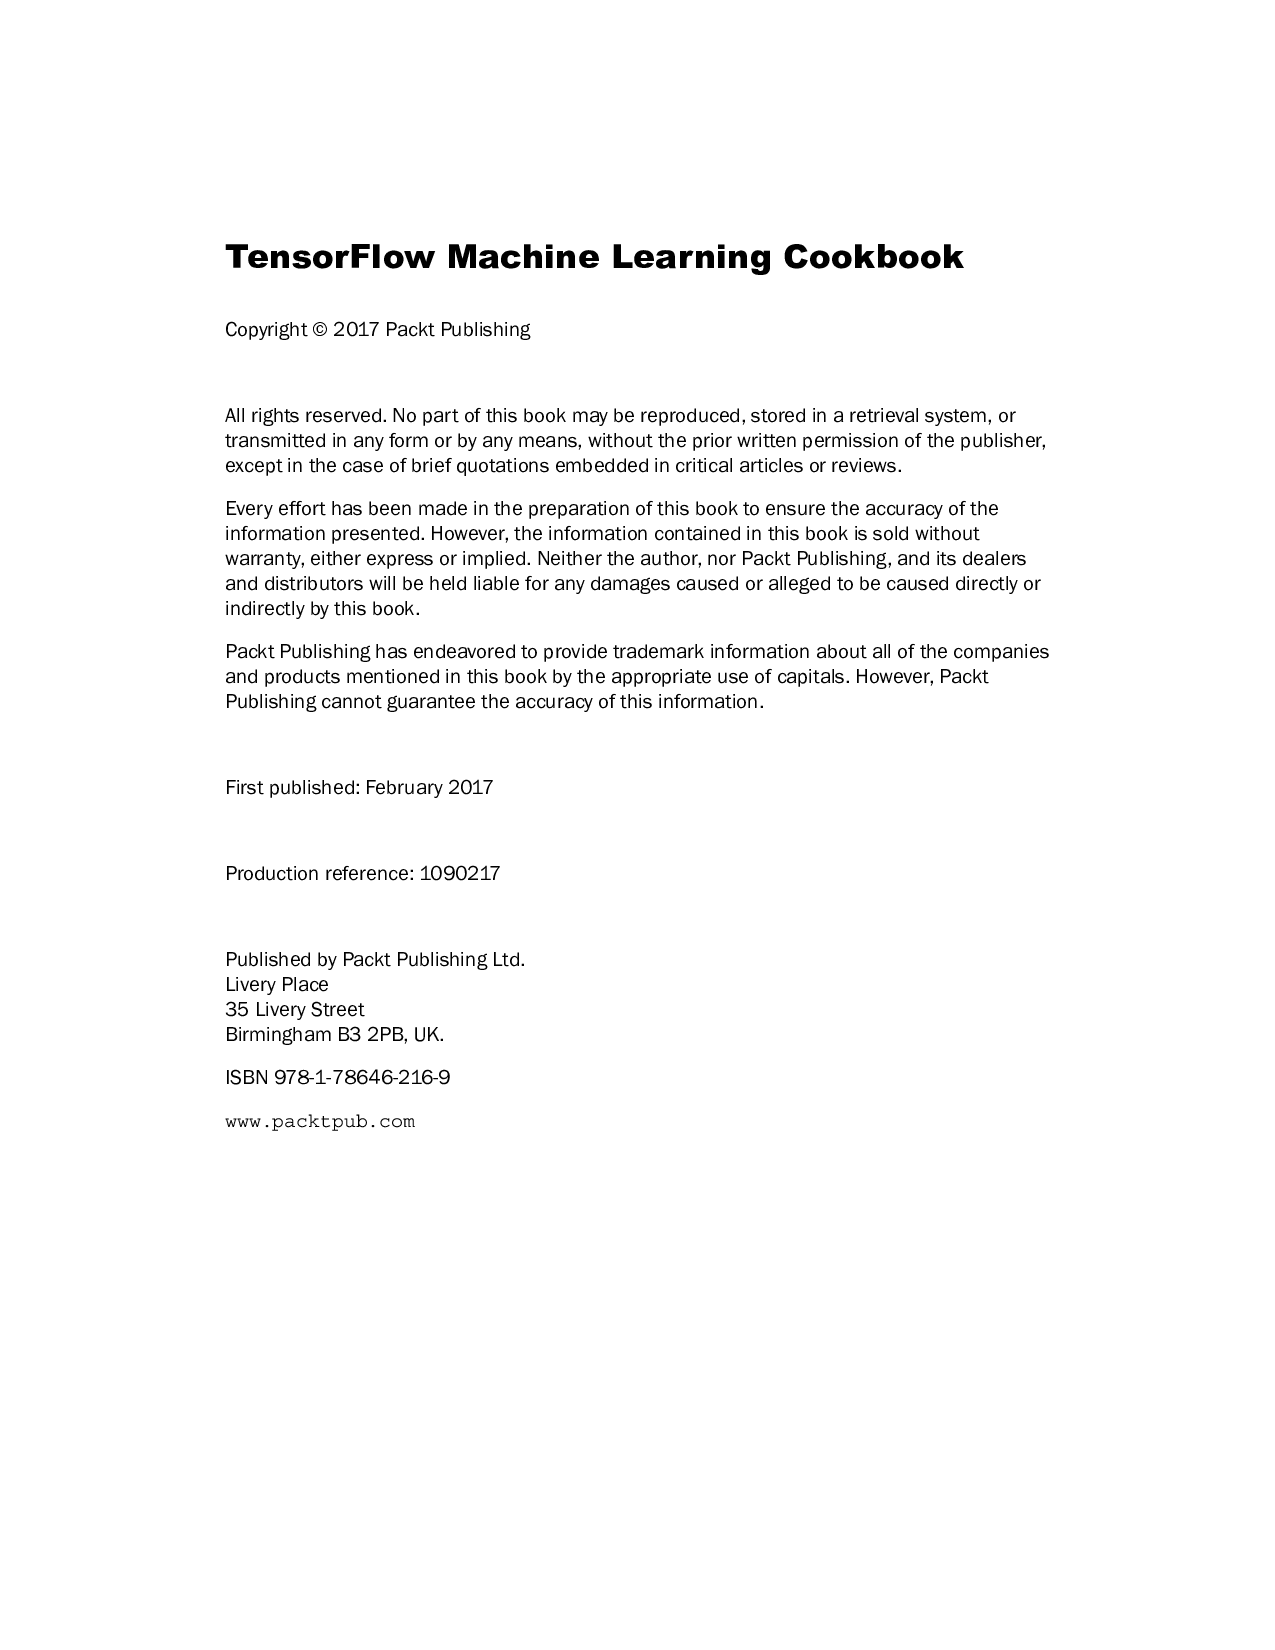 TensorFlow Machine Learning Cookbook
Copyright © 2017 Packt Publishing
All rights reserved. No part of this book may be reproduced, stored in a retrieval system, or
transmitted in any form or by any means, without the prior written permission of the publisher,
except in the case of brief quotations embedded in critical articles or reviews.
Every effort has been made in the preparation of this book to ensure the accuracy of the
information presented. However, the information contained in this book is sold without
warranty, either express or implied. Neither the author, nor Packt Publishing, and its dealers
and distributors will be held liable for any damages caused or alleged to be caused directly or
indirectly by this book.
Packt Publishing has endeavored to provide trademark information about all of the companies
and products mentioned in this book by the appropriate use of capitals. However, Packt
Publishing cannot guarantee the accuracy of this information.
First published: February 2017
Production reference: 1090217
Published by Packt Publishing Ltd.
Livery Place
35 Livery Street
Birmingham B3 2PB, UK.
ISBN 978-1-78646-216-9
www.packtpub.com